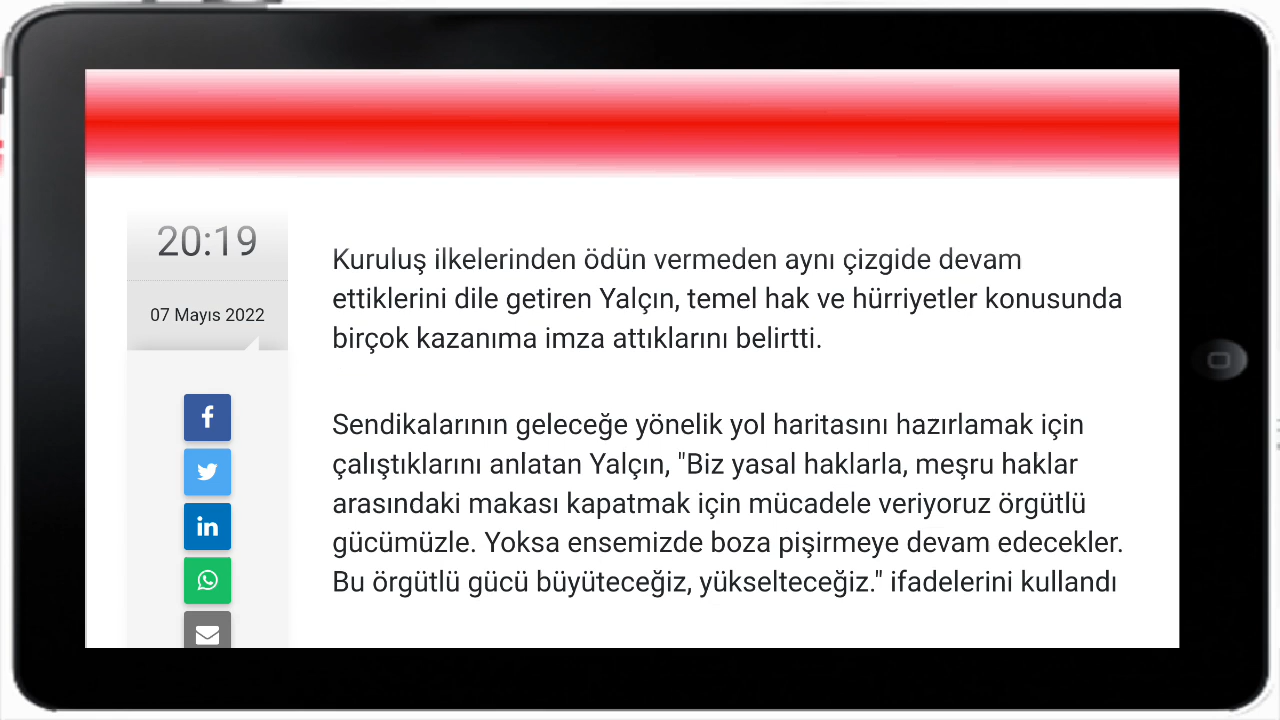 20:19
07 Mayıs 2022
Kuruluş ilkelerinden ödün vermeden aynı çizgide devam
ettiklerini dile getiren Yalçın, temel hak ve hürriyetler konusunda
birçok kazanıma imza attıklarını belirtti.
Sendikalarının geleceğe yönelik yol haritasını hazırlamak için
çalıştıklarını anlatan Yalçın, "Biz yasal haklarla, meşru haklar
arasındaki makası kapatmak için mücadele veriyoruz örgütlü
gücümüzle. Yoksa ensemizde boza pişirmeye devam edecekler.
Bu örgütlü gücü büyüteceğiz, yükselteceğiz." ifadelerini kullandı